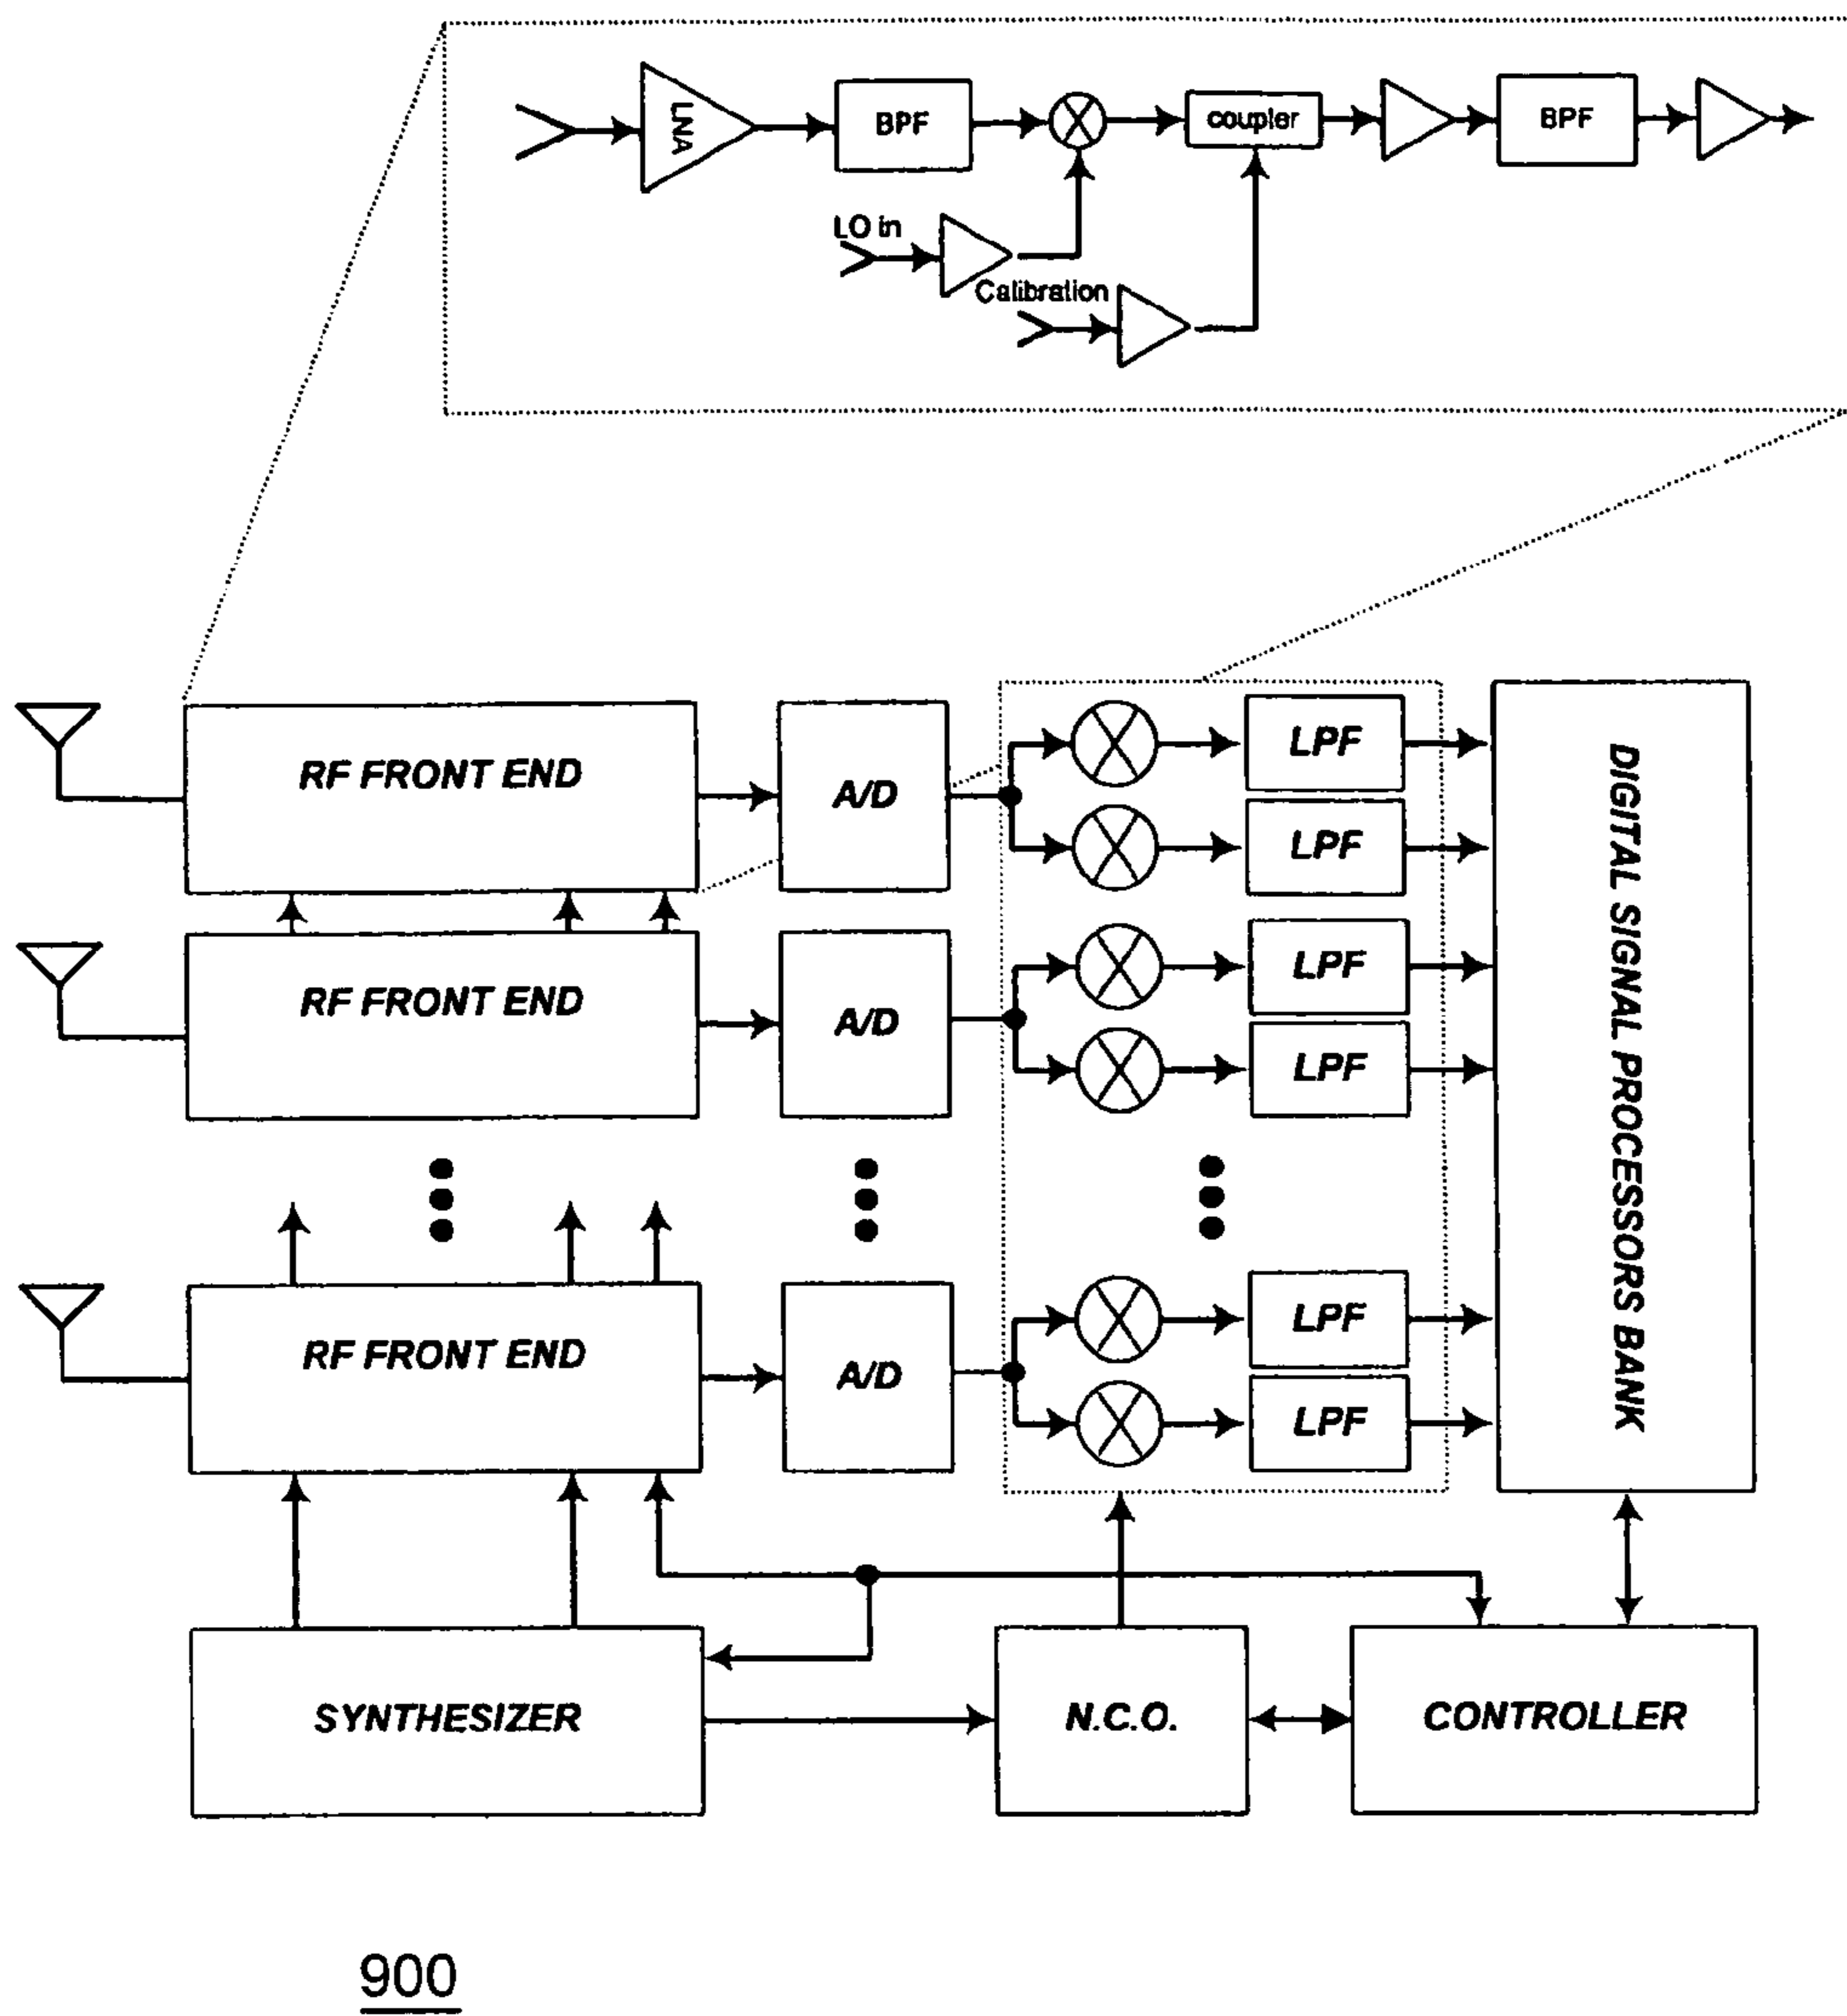 LNA
BPF
coupler
BPF
LO in
Calibration
RF FRONT END
A/D
LPF
LPF
RF FRONT END
A/D
LPF
LPF
RF FRONT END
A/D
LPF
LPF
DIGITAL SIGNAL PROCESSORS BANK
SYNTHESIZER
N.C.O.
CONTROLLER
900